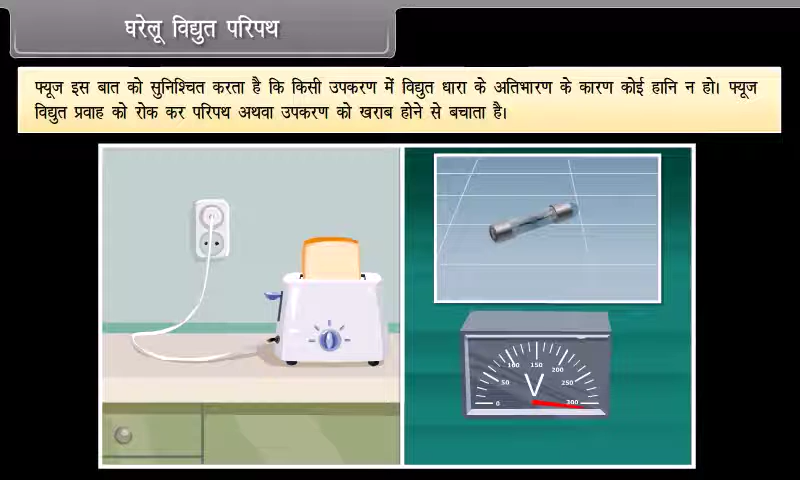 घरेलू विद्युत परिपथ
फ्यूज इस बात को सुनिश्चित करता है कि किसी उपकरण में विद्युत धारा के अतिभारण के कारण कोई हानि न हो। फ्यूज
विद्युत प्रवाह को रोक कर परिपथ अथवा उपकरण को खराब होने से बचाता है।
100 150 200
50 250
V
0 300